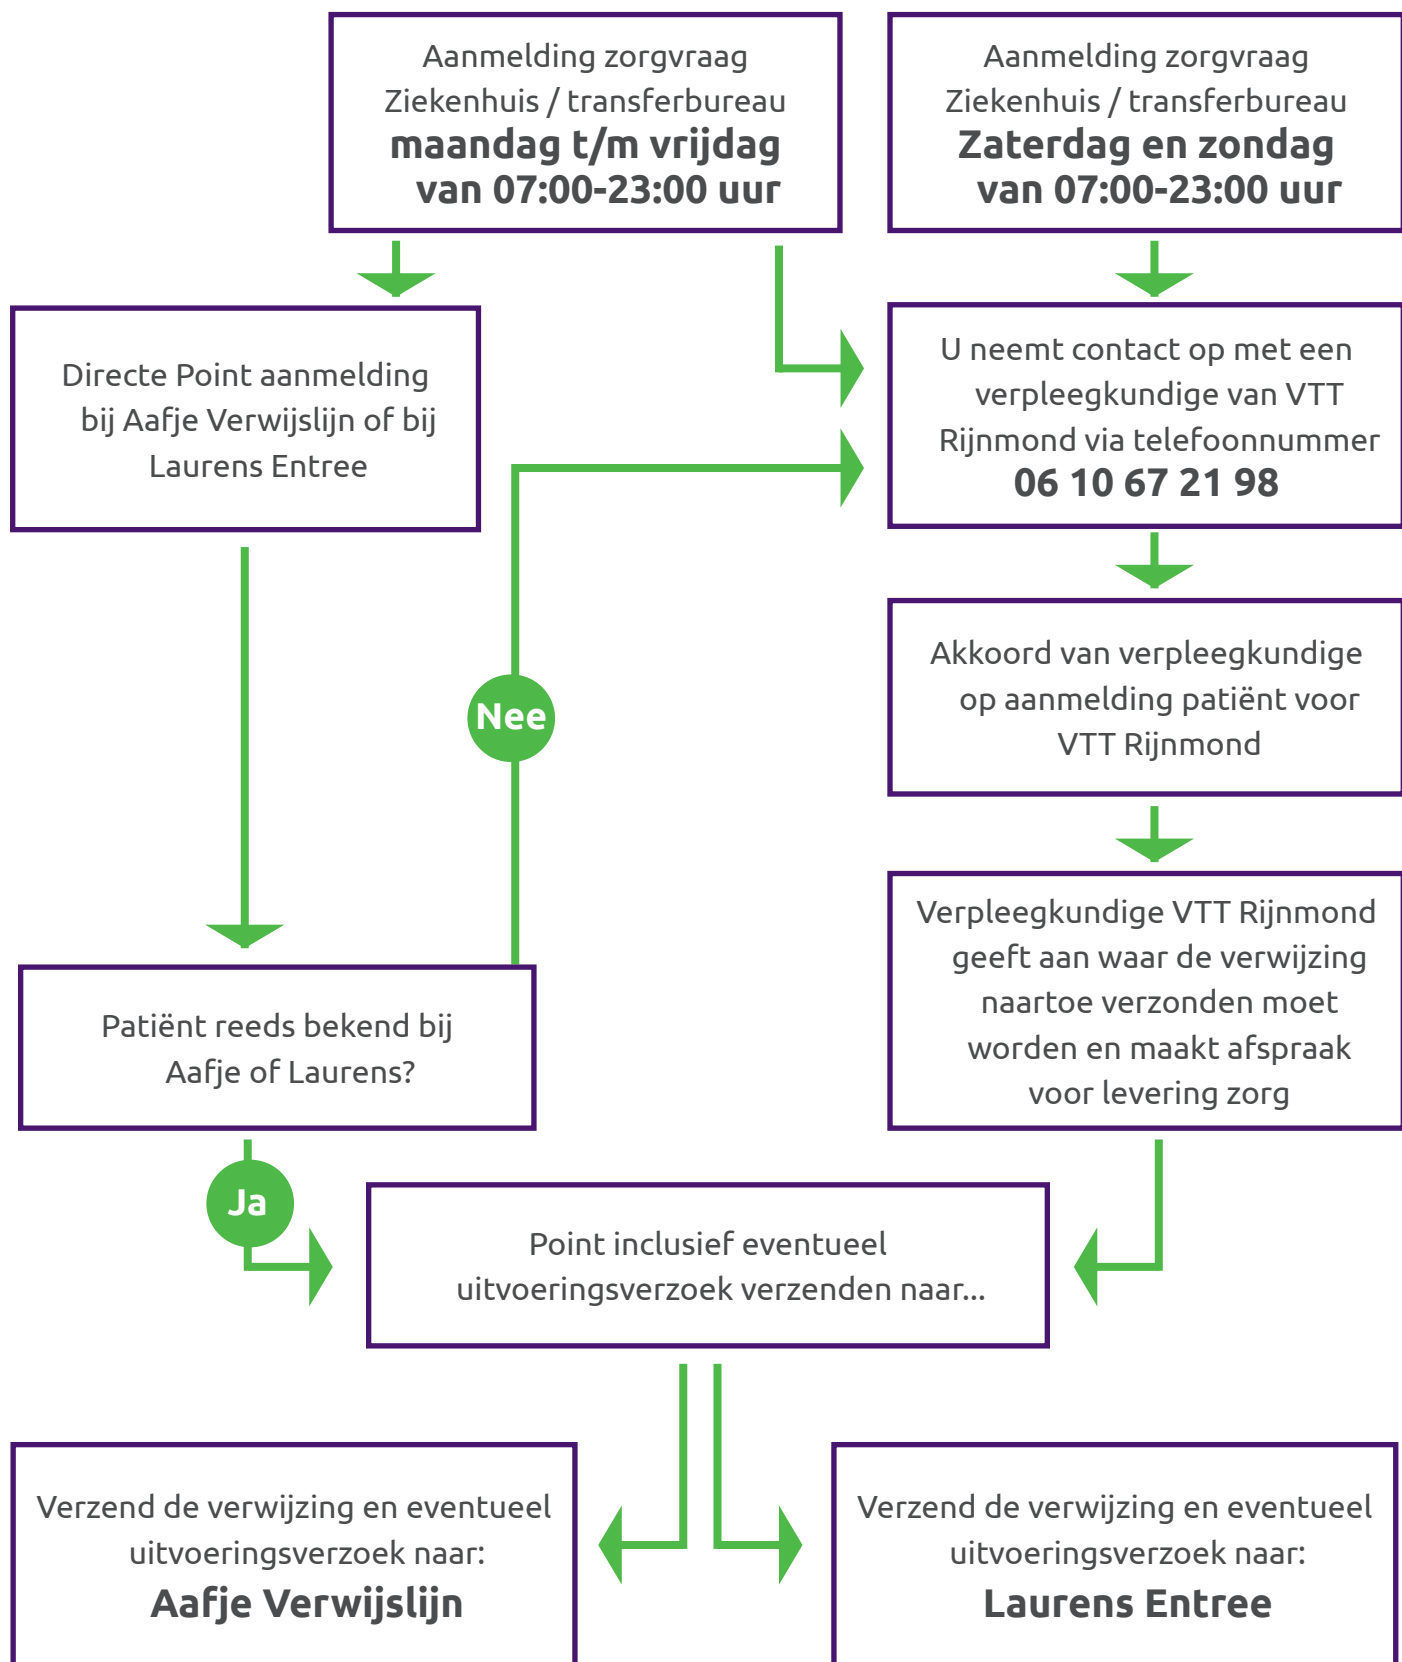 Aanmelding zorgvraag
Ziekenhuis / transferbureau
maandag t/m vrijdag
van 07:00-23:00 uur
Aanmelding zorgvraag
Ziekenhuis / transferbureau
Zaterdag en zondag
van 07:00-23:00 uur
Directe Point aanmelding
bij Aafje Verwijslijn of bij
Laurens Entree
U neemt contact op met een
verpleegkundige van VTT
Rijnmond via telefoonnummer
06 10 67 21 98
Nee
Akkoord van verpleegkundige
op aanmelding patiënt voor
VTT Rijnmond
Verpleegkundige VTT Rijnmond
geeft aan waar de verwijzing
naartoe verzonden moet
worden en maakt afspraak
voor levering zorg
Patiënt reeds bekend bij
Aafje of Laurens?
Ja
Point inclusief eventueel
uitvoeringsverzoek verzenden naar...
Verzend de verwijzing en eventueel
uitvoeringsverzoek naar:
Aafje Verwijslijn
Verzend de verwijzing en eventueel
uitvoeringsverzoek naar:
Laurens Entree